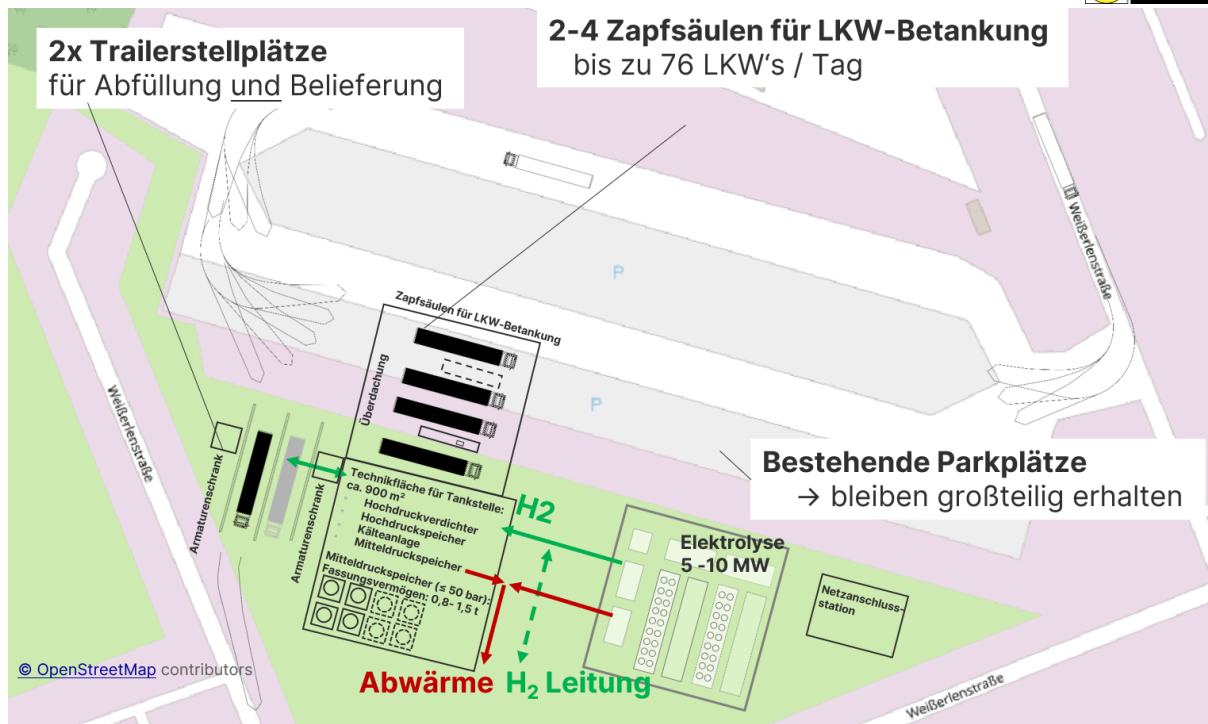 2x Trailerstellplätze
für Abfüllung und Belieferung
2-4 Zapfsäulen für LKW-Betankung
bis zu 76 LKW‘s / Tag
Weißerlenstraße
P
Zapfsäulen für LKW-Betankung
Überdachung
P
Weißerlenstraße
Bestehende Parkplätze
→ bleiben großteilig erhalten
Armaturenschrank
Armaturenschrank
Technikfläche für Tankstelle:
ca. 900 m²
Hochdruckverdichter
Hochdruckspeicher
Kälteanlage
Mitteldruckspeicher
Mitteldruckspeicher (≤ 50 bar):
Fassungsvermögen: 0,8- 1,5 t
H2
Elektrolyse
5 -10 MW
Netzanschluss-
station
© OpenStreetMap contributors
Abwärme
H₂ Leitung
Weißerlenstraße